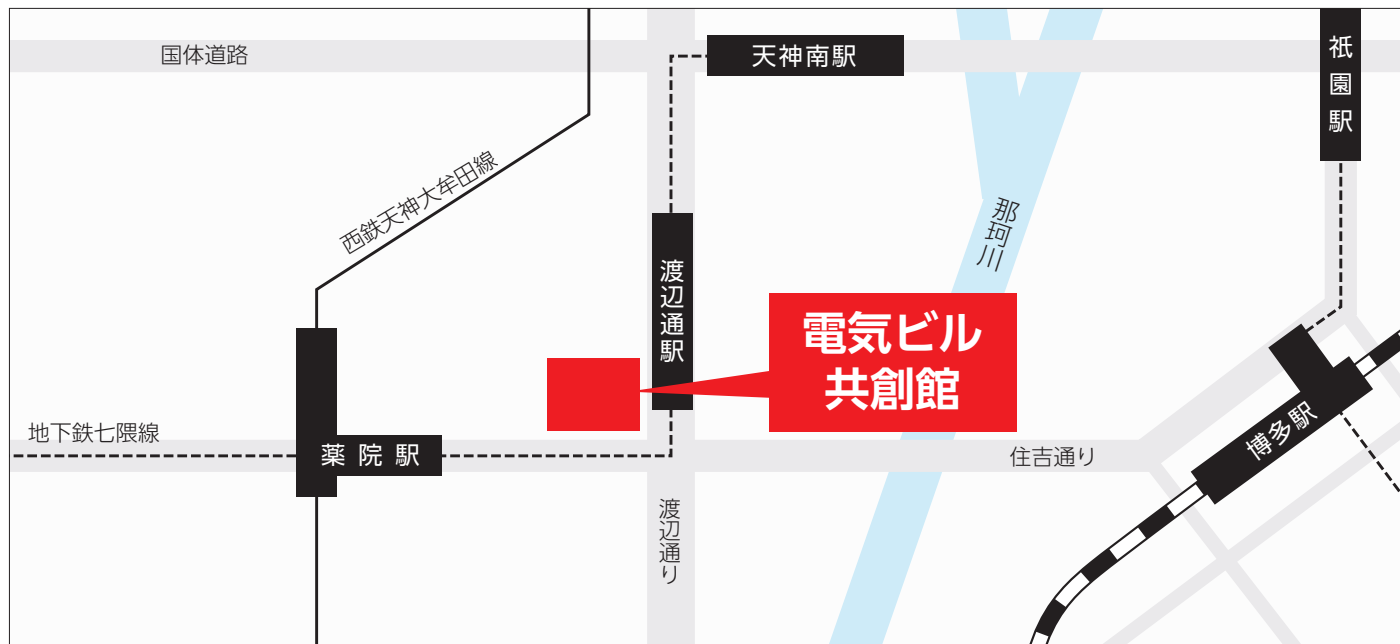 国体道路
天神南駅
祇園駅
西鉄天神大牟田線
那珂川
渡辺通駅
電気ビル
共創館
地下鉄七隈線
薬院駅
住吉通り
博多駅
渡辺通り